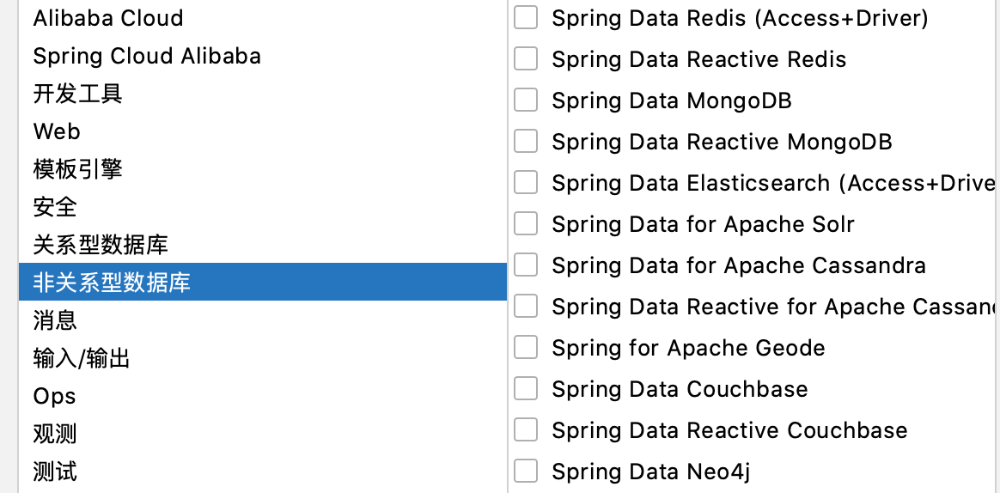 Alibaba Cloud
Spring Cloud Alibaba
开发工具
Web
模板引擎
安全
关系型数据库
非关系型数据库
消息
输入/输出
Ops
观测
测试
Spring Data Redis (Access+Driver)
Spring Data Reactive Redis
Spring Data MongoDB
Spring Data Reactive MongoDB
Spring Data Elasticsearch (Access+Drive
Spring Data for Apache Solr
Spring Data for Apache Cassandra
Spring Data Reactive for Apache Cassan
Spring for Apache Geode
Spring Data Couchbase
Spring Data Reactive Couchbase
Spring Data Neo4j